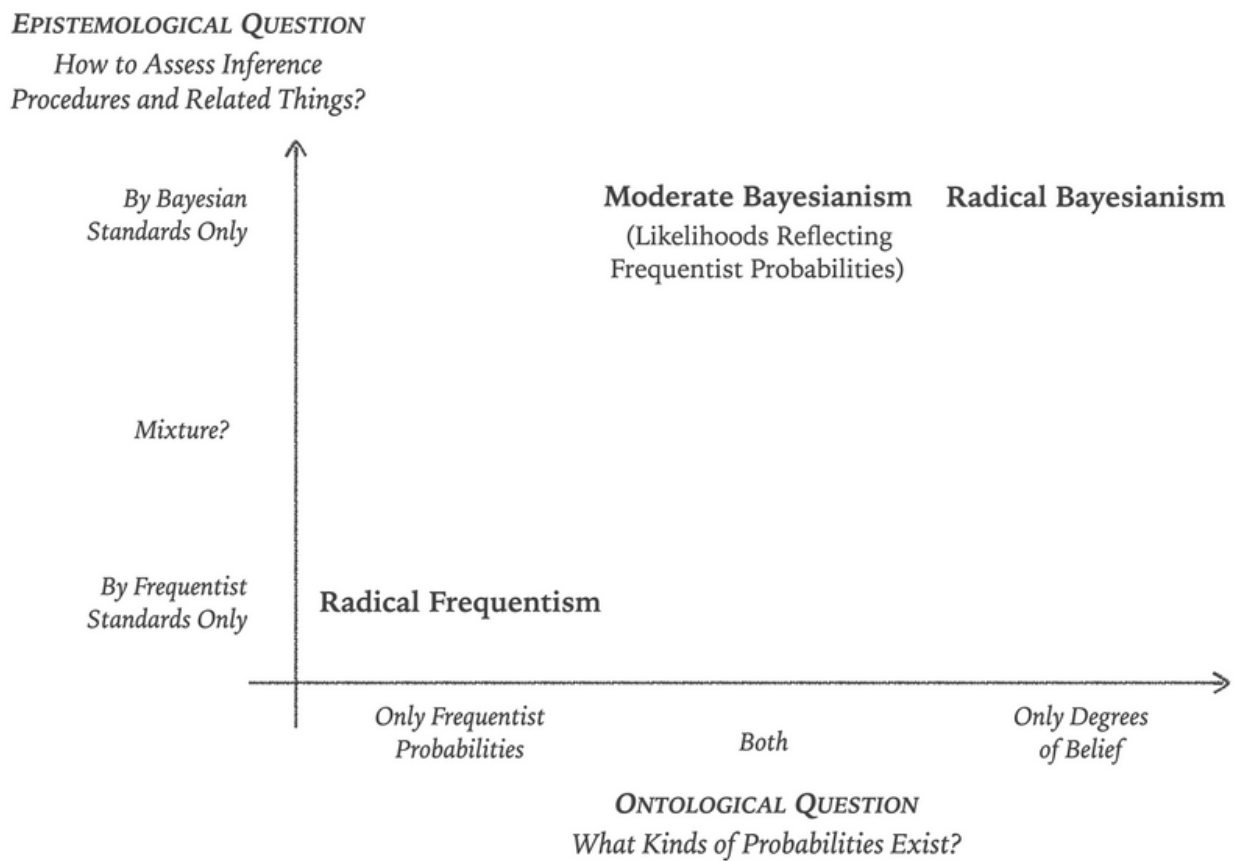 EPISTEMOLOGICAL QUESTION
How to Assess Inference
Procedures and Related Things?
By Bayesian
Standards Only
Moderate Bayesianism
(Likelihoods Reflecting
Frequentist Probabilities)
Radical Bayesianism
Mixture?
By Frequentist
Standards Only
Radical Frequentism
Only Frequentist
Probabilities
Both
Only Degrees
of Belief
ONTOLOGICAL QUESTION
What Kinds of Probabilities Exist?